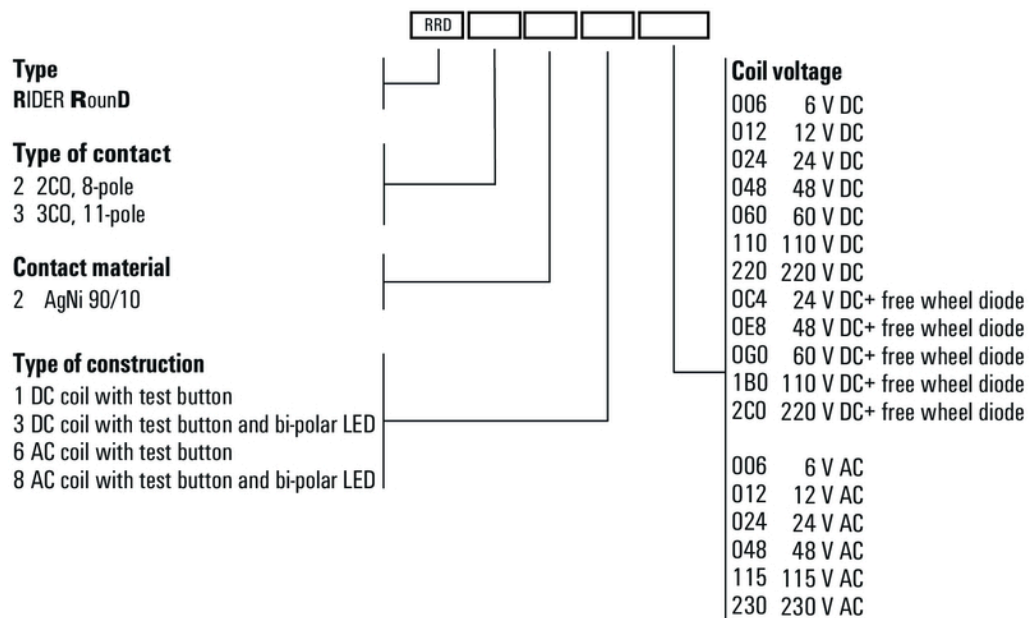 RRD
Type
RIDER RounD
Type of contact
2 2CO, 8-pole
3 3CO, 11-pole
Contact material
2 AgNi 90/10
Type of construction
1 DC coil with test button
3 DC coil with test button and bi-polar LED
6 AC coil with test button
8 AC coil with test button and bi-polar LED
Coil voltage
006 6 V DC
012 12 V DC
024 24 V DC
048 48 V DC
060 60 V DC
110 110 V DC
220 220 V DC
0C4 24 V DC+ free wheel diode
0E8 48 V DC+ free wheel diode
0G0 60 V DC+ free wheel diode
1B0 110 V DC+ free wheel diode
2C0 220 V DC+ free wheel diode
006 6 V AC
012 12 V AC
024 24 V AC
048 48 V AC
115 115 V AC
230 230 V AC